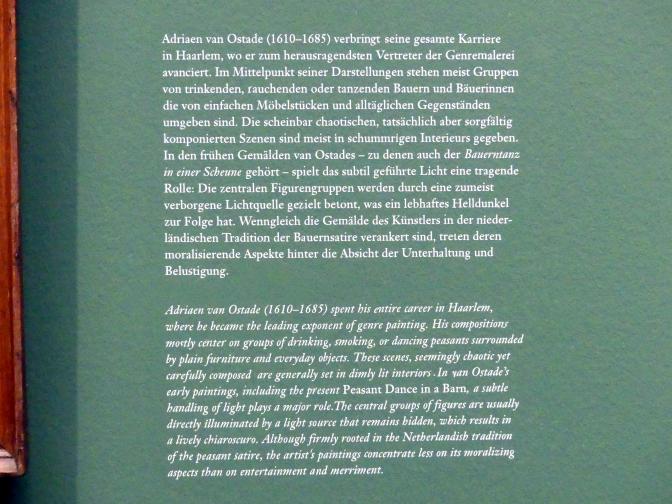 Adriaen van Ostade (1610–1685) verbringt seine gesamte Karriere
in Haarlem, wo er zum herausragendsten Vertreter der Genremalerei
avanciert. Im Mittelpunkt seiner Darstellungen stehen meist Gruppen
von trinkenden, rauchenden oder tanzenden Bauern und Bäuerinnen
die von einfachen Möbelstücken und alltäglichen Gegenständen
umgeben sind. Die scheinbar chaotischen, tatsächlich aber sorgfältig
komponierten Szenen sind meist in schummrigen Interieurs gegeben.
In den frühen Gemälden van Ostades – zu denen auch der Bauerntanz
in einer Scheune gehört – spielt das subtil geführte Licht eine tragende
Rolle: Die zentralen Figurengruppen werden durch eine zumeist
verborgene Lichtquelle gezielt betont, was ein lebhaftes Helldunkel
zur Folge hat. Wenngleich die Gemälde des Künstlers in der nieder-
ländischen Tradition der Bauernsatire verankert sind, treten deren
moralisierende Aspekte hinter die Absicht der Unterhaltung und
Belustigung.
Adriaen van Ostade (1610–1685) spent his entire career in Haarlem,
where he became the leading exponent of genre painting. His compositions
mostly center on groups of drinking, smoking, or dancing peasants surrounded
by plain furniture and everyday objects. These scenes, seemingly chaotic yet
carefully composed are generally set in dimly lit interiors. In van Ostade's
early paintings, including the present Peasant Dance in a Barn, a subtle
handling of light plays a major role. The central groups of figures are usually
directly illuminated by a light source that remains hidden, which results in
a lively chiaroscuro. Although firmly rooted in the Netherlandish tradition
of the peasant satire, the artist's paintings concentrate less on its moralizing
aspects than on entertainment and merriment.